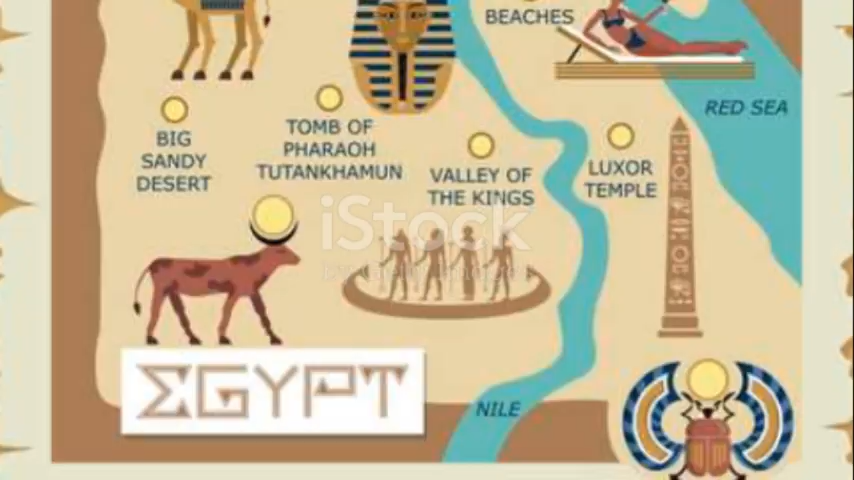 BEACHES
RED SEA
BIG
SANDY
DESERT
TOMB OF
PHARAOH
TUTANKHAMUN
VALLEY OF
THE KINGS
LUXOR
TEMPLE
iStock
EGYPT
NILE